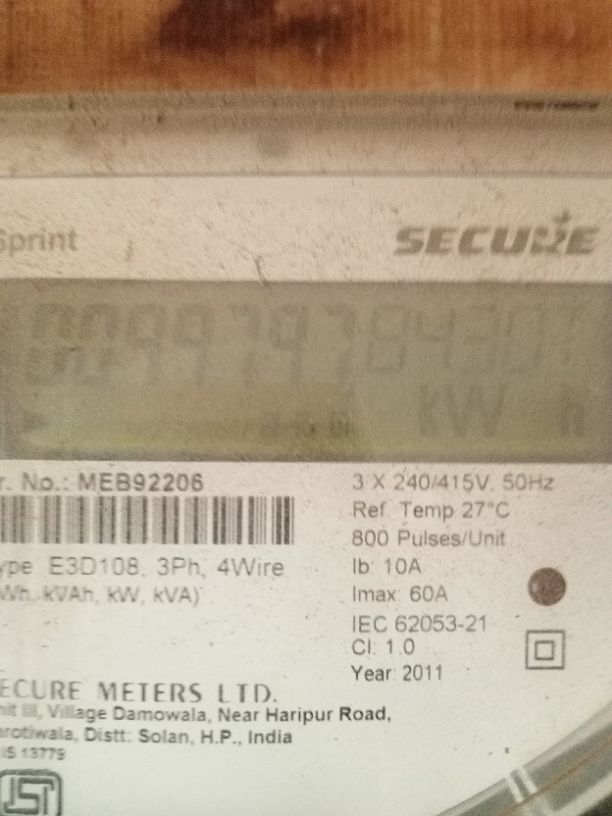 Sprint SECURE
kW h
r. No.: MEB92206
ype E3D108, 3Ph, 4Wire
Wh, kVAh, kW, kVA)
3 X 240/415V, 50Hz
Ref. Temp 27°C
800 Pulses/Unit
Ib: 10A
Imax: 60A
IEC 62053-21
Cl: 1.0
Year: 2011
ECURE METERS LTD.
nit III, Village Damowala, Near Haripur Road,
arotiwala, Distt: Solan, H.P., India
IS 13779